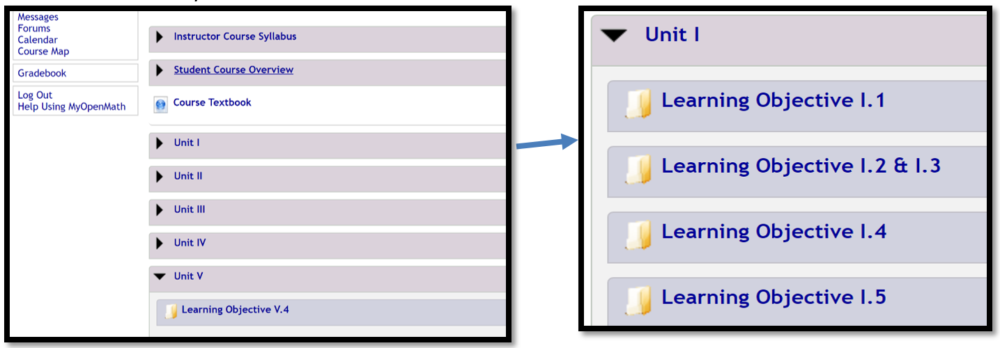 Messages
Forums
Calendar
Course Map
Gradebook
Log Out
Help Using MyOpenMath
Instructor Course Syllabus
Student Course Overview
Course Textbook
Unit I
Unit II
Unit III
Unit IV
Unit V
Learning Objective V.4
Unit I
Learning Objective I.1
Learning Objective I.2 & I.3
Learning Objective I.4
Learning Objective I.5